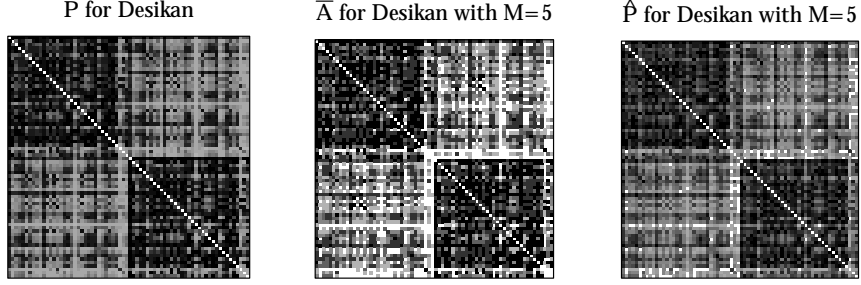 P for Desikan
A̅ for Desikan with M=5
P̂ for Desikan with M=5